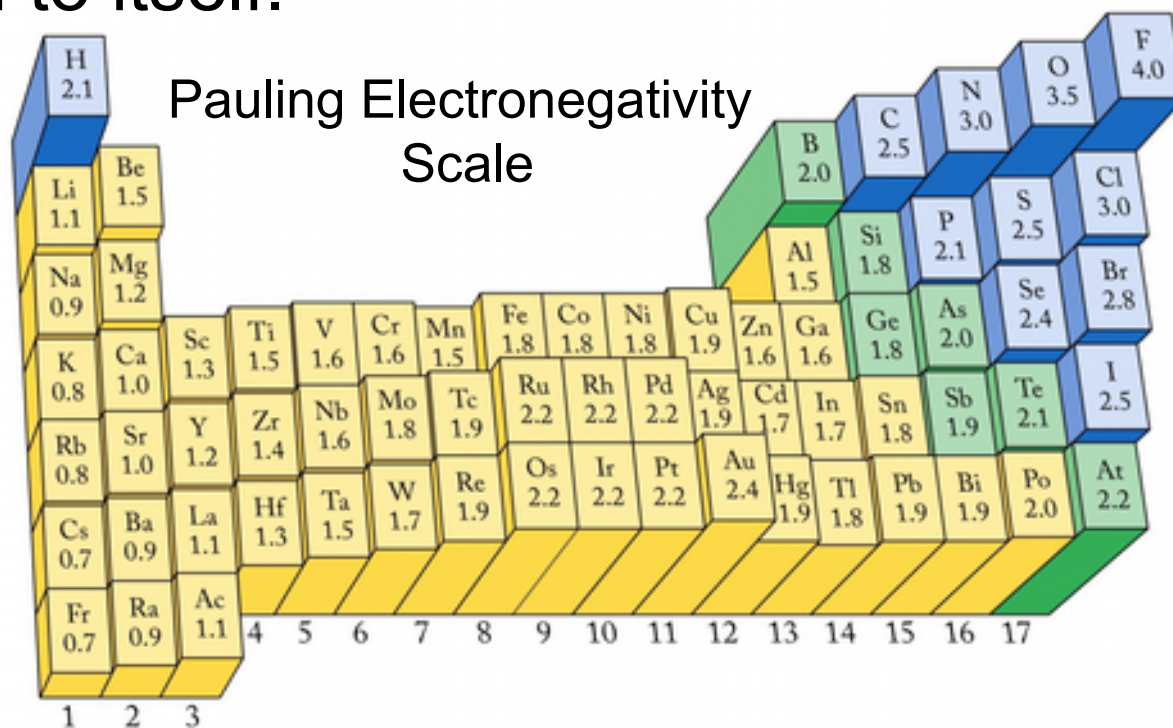 to itself.
Pauling Electronegativity
Scale
H
2.1
Li
1.1
Be
1.5
Na
0.9
Mg
1.2
K
0.8
Ca
1.0
Sc
1.3
Ti
1.5
V
1.6
Cr
1.6
Mn
1.5
Fe
1.8
Co
1.8
Ni
1.8
Cu
1.9
Zn
1.6
Ga
1.6
Ge
1.8
As
2.0
Se
2.4
Br
2.8
B
2.0
C
2.5
N
3.0
O
3.5
F
4.0
Al
1.5
Si
1.8
P
2.1
S
2.5
Cl
3.0
Rb
0.8
Sr
1.0
Y
1.2
Zr
1.4
Nb
1.6
Mo
1.8
Tc
1.9
Ru
2.2
Rh
2.2
Pd
2.2
Ag
1.9
Cd
1.7
In
1.7
Sn
1.8
Sb
1.9
Te
2.1
I
2.5
Cs
0.7
Ba
0.9
La
1.1
Hf
1.3
Ta
1.5
W
1.7
Re
1.9
Os
2.2
Ir
2.2
Pt
2.2
Au
2.4
Hg
1.9
Tl
1.8
Pb
1.9
Bi
1.9
Po
2.0
At
2.2
Fr
0.7
Ra
0.9
Ac
1.1
1 2 3 4 5 6 7 8 9 10 11 12 13 14 15 16 17